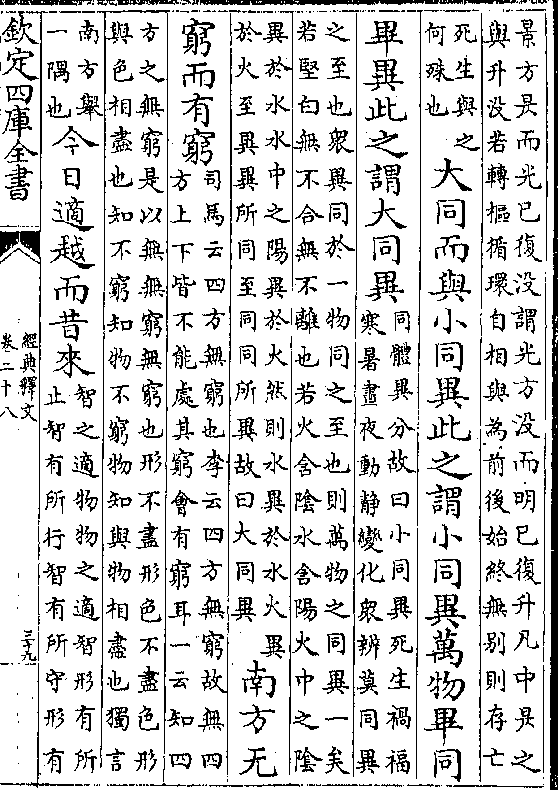 景方昃而光已復没謂光方没而明已復升凡中昃之
與升没若轉樞循環自相與為前後始終無别則存亡
死生與之
何殊也
大同而與小同異此之謂小同異萬物畢同
畢異此之謂大同異
同體異分故曰小同異死生禍福
寒暑晝夜動静變化衆辨莫同異
之至也衆異同於一物同之至也則萬物之同異一矣
若堅白無不合無不離也若火含陰水含陽火中之陰
異於水水中之陽異於火然則水異於水火異
於火至異異所同至同同所異故曰大同異
南方无
窮而有窮
司馬云四方無窮也李云四方無窮故無四
方上下皆不能處其窮會有窮耳一云知四
方之無窮是以無無窮無窮也形不盡形色不盡色形
與色相盡也知不窮知物不窮物知與物相盡也獨言
南方舉
一隅也
今日適越而昔來
智之適物物之適智形有所
止智有所行智有所守形有
欽定四庫全書
經典釋文
卷二十八
三十九